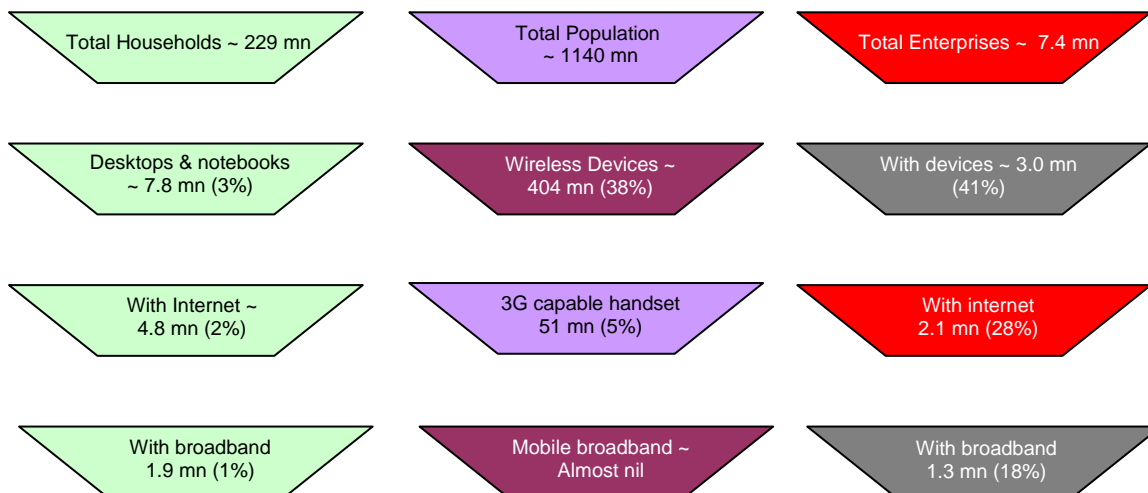 Total Households ~ 229 mn
Total Population
~ 1140 mn
Total Enterprises ~ 7.4 mn
Desktops & notebooks
~ 7.8 mn (3%)
Wireless Devices ~
404 mn (38%)
With devices ~ 3.0 mn
(41%)
With Internet ~
4.8 mn (2%)
3G capable handset
51 mn (5%)
With internet
2.1 mn (28%)
With broadband
1.9 mn (1%)
Mobile broadband ~
Almost nil
With broadband
1.3 mn (18%)